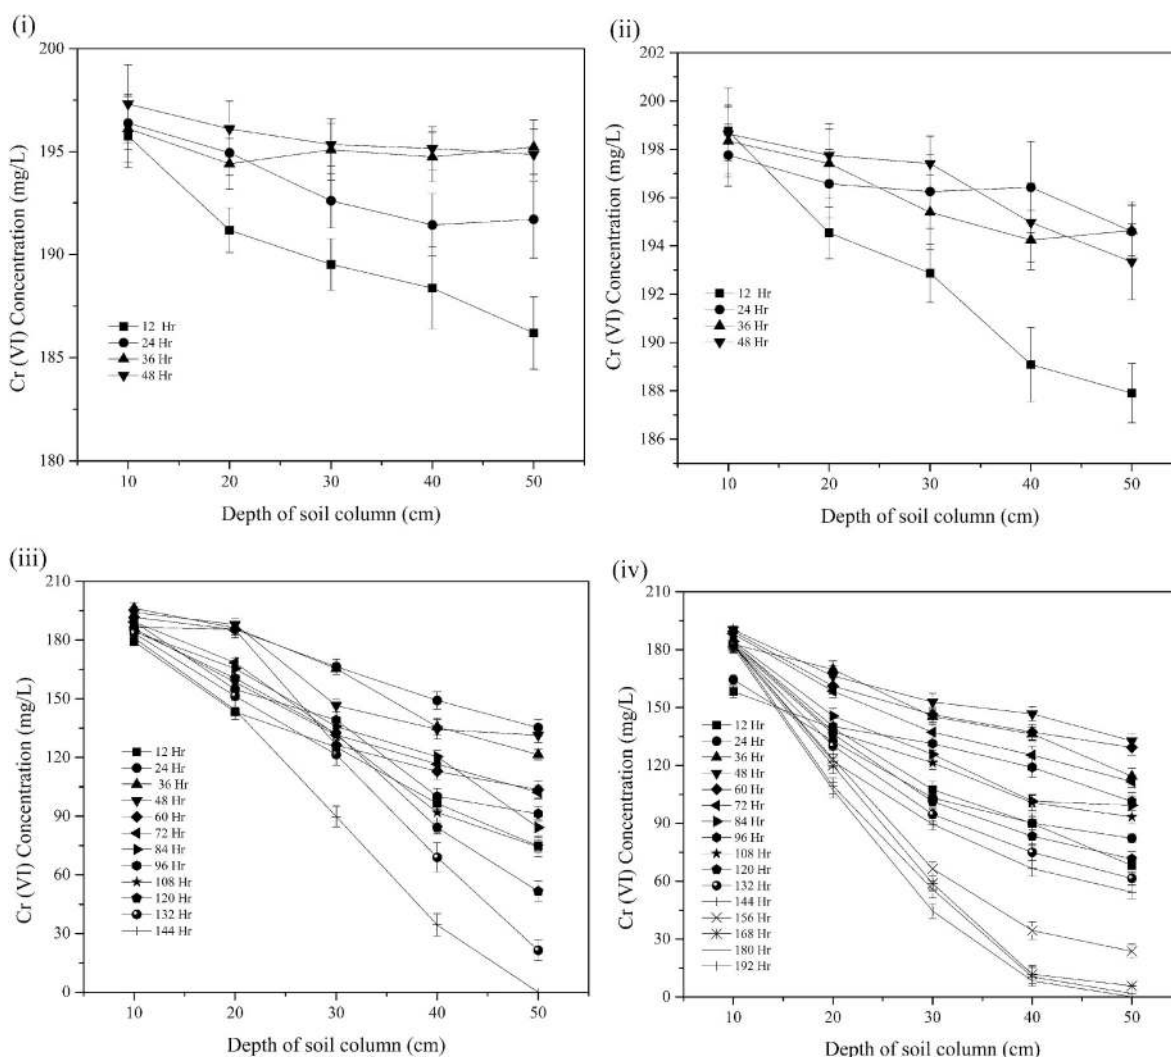 (i)
200
195
190
185
180
Cr (VI) Concentration (mg/L)
12 Hr
24 Hr
36 Hr
48 Hr
10 20 30 40 50
Depth of soil column (cm)
(ii)
202
200
198
196
194
192
190
188
186
Cr (VI) Concentration (mg/L)
12 Hr
24 Hr
36 Hr
48 Hr
10 20 30 40 50
Depth of soil column (cm)
(iii)
210
180
150
120
90
60
30
0
Cr (VI) Concentration (mg/L)
12 Hr
24 Hr
36 Hr
48 Hr
60 Hr
72 Hr
84 Hr
96 Hr
108 Hr
120 Hr
132 Hr
144 Hr
10 20 30 40 50
Depth of soil column (cm)
(iv)
210
180
150
120
90
60
30
0
Cr (VI) Concentration (mg/L)
12 Hr
24 Hr
36 Hr
48 Hr
60 Hr
72 Hr
84 Hr
96 Hr
108 Hr
120 Hr
132 Hr
144 Hr
156 Hr
168 Hr
180 Hr
192 Hr
10 20 30 40 50
Depth of soil column (cm)